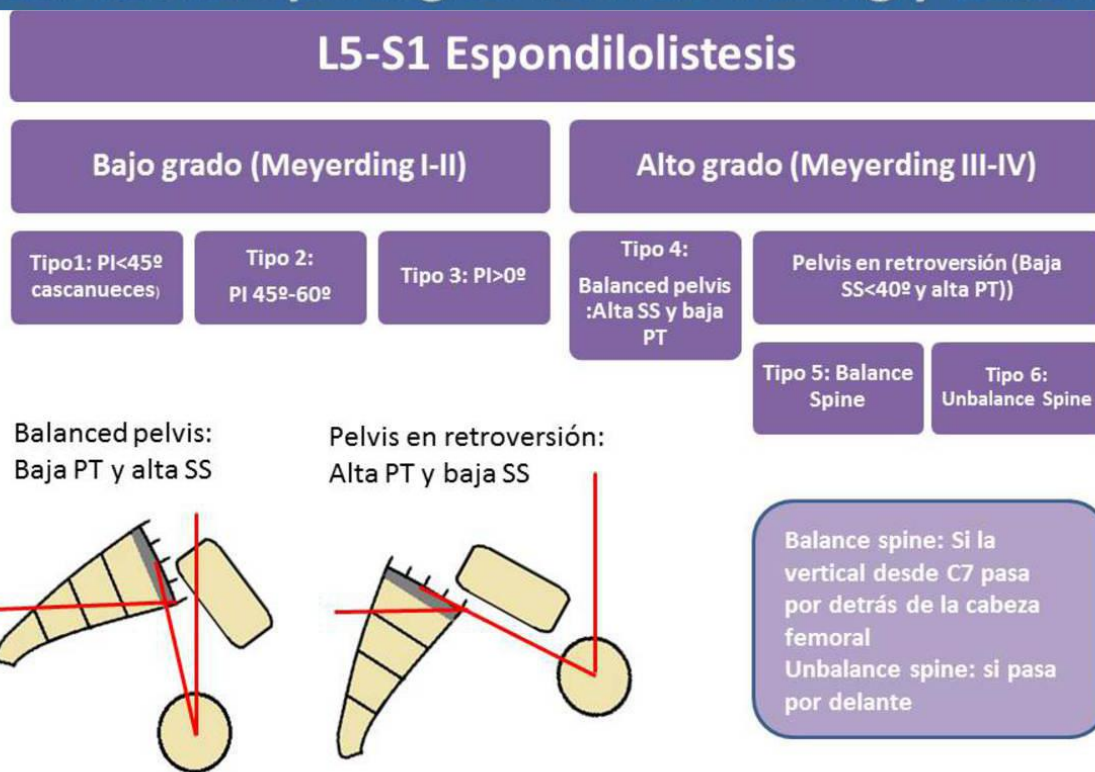 L5-S1 Espondilolistesis
Bajo grado (Meyerding I-II)
Alto grado (Meyerding III-IV)
Tipo1: PI<45º
cascanueces)
Tipo 2:
PI 45º-60º
Tipo 3: PI>0º
Tipo 4:
Balanced pelvis
:Alta SS y baja
PT
Pelvis en retroversión (Baja
SS<40º y alta PT))
Tipo 5: Balance
Spine
Tipo 6:
Unbalance Spine
Balanced pelvis:
Baja PT y alta SS
Pelvis en retroversión:
Alta PT y baja SS
Balance spine: Si la
vertical desde C7 pasa
por detrás de la cabeza
femoral
Unbalance spine: si pasa
por delante